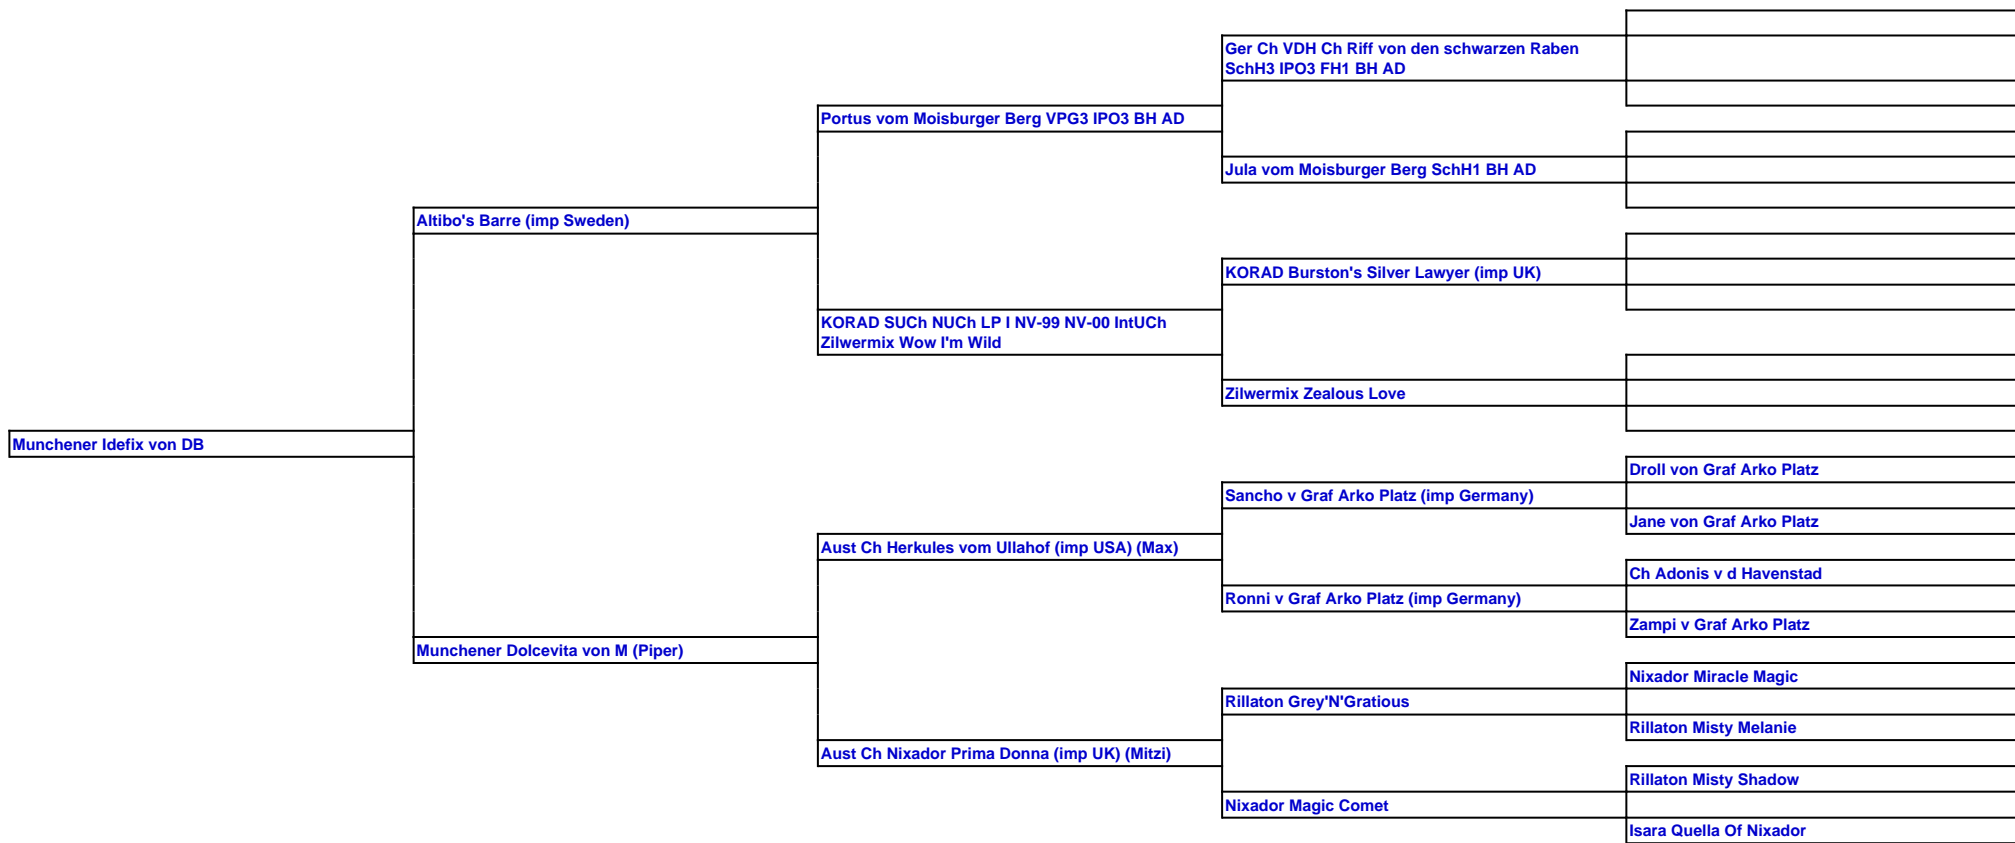 Ger Ch VDH Ch Riff von den schwarzen Raben
SchH3 IPO3 FH1 BH AD
Portus vom Moisburger Berg VPG3 IPO3 BH AD
Jula vom Moisburger Berg SchH1 BH AD
Altibo's Barre (imp Sweden)
KORAD Burston's Silver Lawyer (imp UK)
KORAD SUCh NUCh LP I NV-99 NV-00 IntUCh
Zilwermix Wow I'm Wild
Zilwermix Zealous Love
Munchener Idefix von DB
Droll von Graf Arko Platz
Sancho v Graf Arko Platz (imp Germany)
Jane von Graf Arko Platz
Aust Ch Herkules vom Ullahof (imp USA) (Max)
Ch Adonis v d Havenstad
Ronni v Graf Arko Platz (imp Germany)
Zampi v Graf Arko Platz
Munchener Dolcevita von M (Piper)
Nixador Miracle Magic
Rillaton Grey'N'Gratious
Rillaton Misty Melanie
Aust Ch Nixador Prima Donna (imp UK) (Mitzi)
Rillaton Misty Shadow
Nixador Magic Comet
Isara Quella Of Nixador